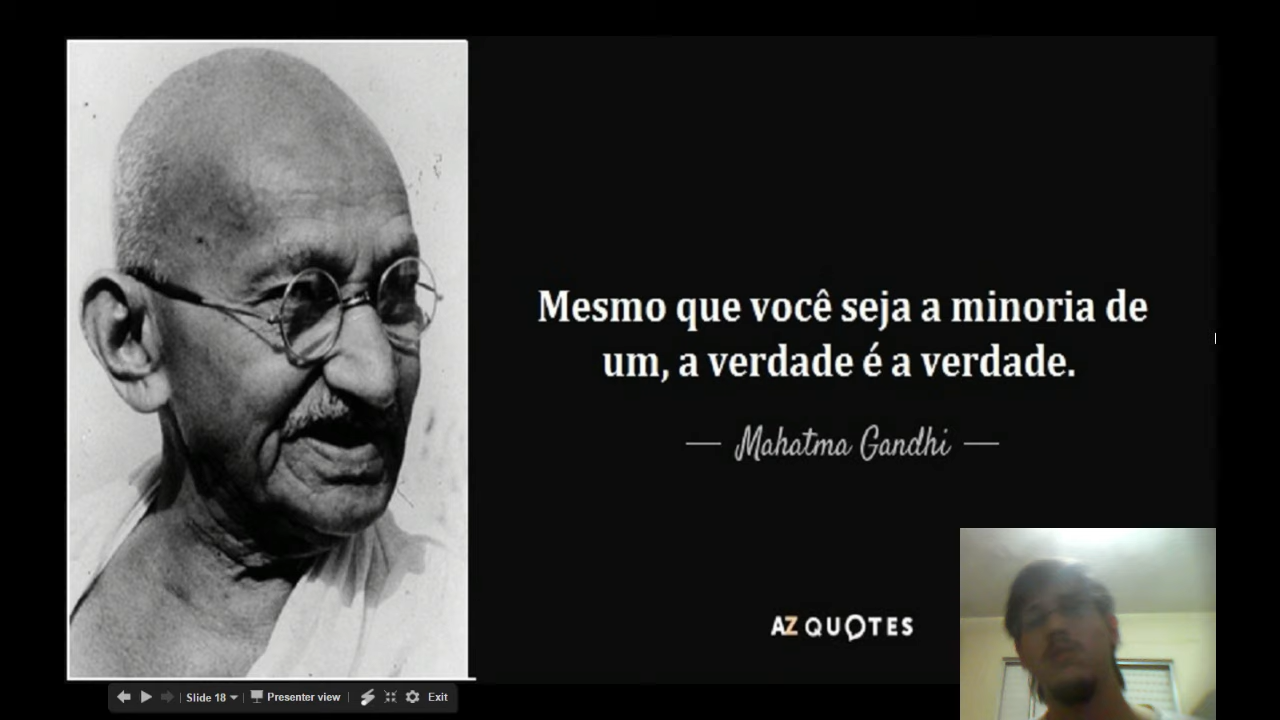 Mesmo que você seja a minoria de
um, a verdade é a verdade.
— Mahatma Gandhi —
AZ QUOTES
Slide 18 Presenter view Exit